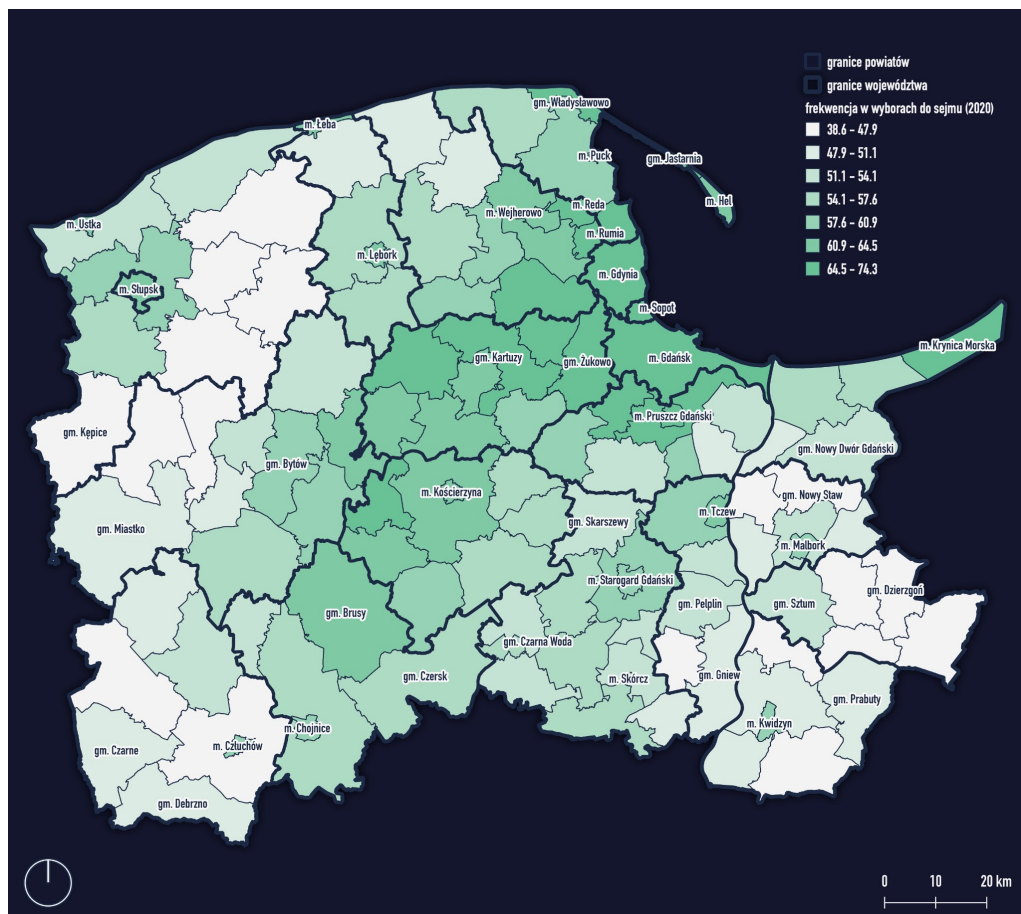 granice powiatów
granice województwa
frekwencja w wyborach do sejmu (2020)
38.6 – 47.9
47.9 – 51.1
51.1 – 54.1
54.1 – 57.6
57.6 – 60.9
60.9 – 64.5
64.5 – 74.3
gm. Władysławowo
m. Łeba
m. Puck
gm. Jastarnia
m. Hel
m. Reda
m. Wejherowo
m. Ustka
m. Rumia
m. Lębork
m. Gdynia
m. Słupsk
m. Sopot
m. Krynica Morska
gm. Kartuzy
m. Gdańsk
gm. Żukowo
m. Pruszcz Gdański
gm. Kępice
gm. Nowy Dwór Gdański
gm. Bytów
m. Kościerzyna
gm. Nowy Staw
m. Tczew
gm. Skarszewy
gm. Miastko
m. Malbork
m. Starogard Gdański
gm. Dzierzgoń
gm. Pelplin
gm. Sztum
gm. Brusy
gm. Czarna Woda
gm. Czersk
m. Skórcz
gm. Gniew
gm. Prabuty
m. Kwidzyn
m. Chojnice
m. Człuchów
gm. Czarne
gm. Debrzno
0 10 20 km